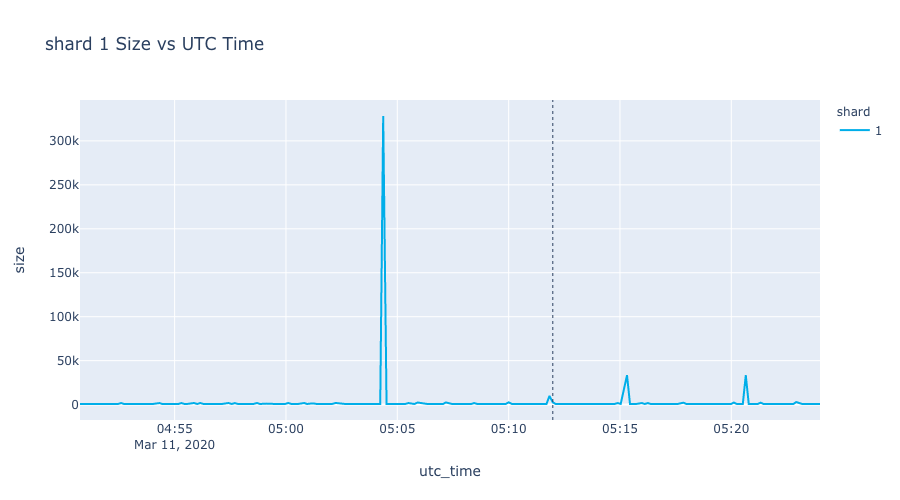 shard 1 Size vs UTC Time
shard
1
300k
250k
200k
150k
100k
50k
0
size
04:55
Mar 11, 2020
05:00
05:05
05:10
05:15
05:20
utc_time